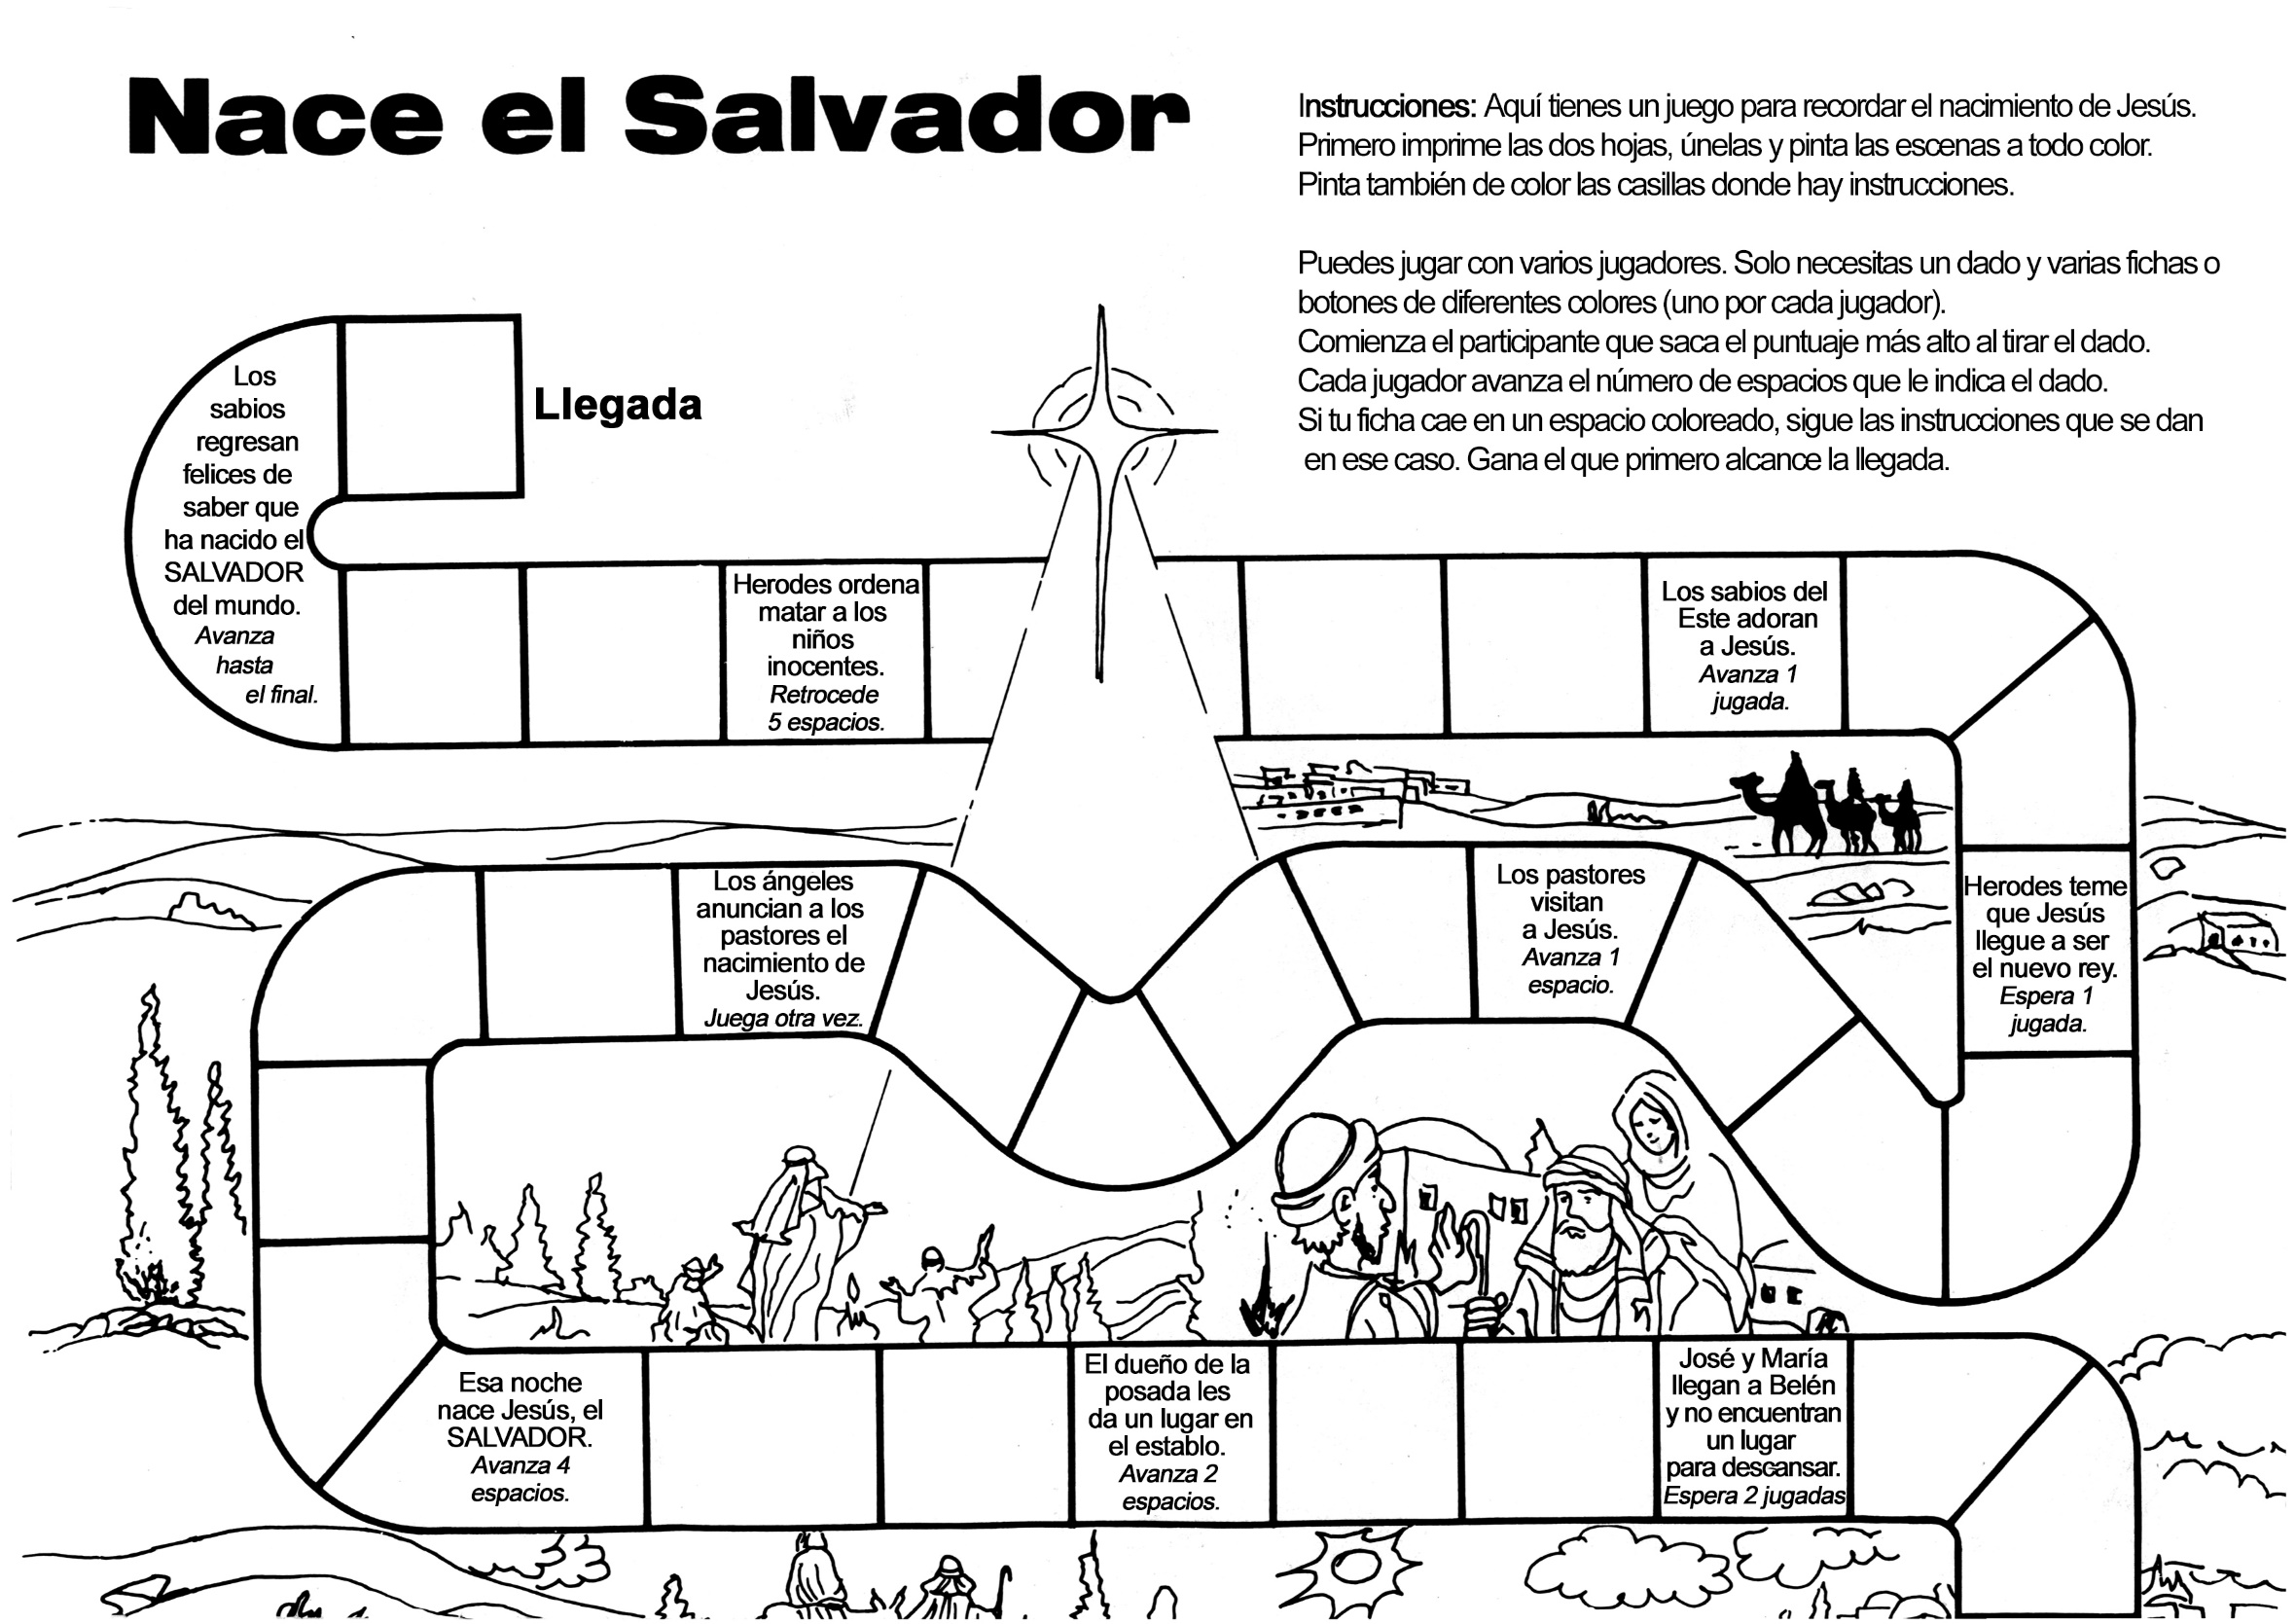 Nace el Salvador
Instrucciones: Aquí tienes un juego para recordar el nacimiento de Jesús.
Primero imprime las dos hojas, únelas y pinta las escenas a todo color.
Pinta también de color las casillas donde hay instrucciones.
Puedes jugar con varios jugadores. Solo necesitas un dado y varias fichas o
botones de diferentes colores (uno por cada jugador).
Comienza el participante que saca el puntuaje más alto al tirar el dado.
Cada jugador avanza el número de espacios que le indica el dado.
Si tu ficha cae en un espacio coloreado, sigue las instrucciones que se dan
en ese caso. Gana el que primero alcance la llegada.
Llegada
Los
sabios
regresan
felices de
saber que
ha nacido el
SALVADOR
del mundo.
Avanza
hasta
el final.
Herodes ordena
matar a los
niños
inocentes.
Retrocede
5 espacios.
Los sabios del
Este adoran
a Jesús.
Avanza 1
jugada.
Los ángeles
anuncian a los
pastores el
nacimiento de
Jesús.
Juega otra vez.
Los pastores
visitan
a Jesús.
Avanza 1
espacio.
Herodes teme
que Jesús
llegue a ser
el nuevo rey.
Espera 1
jugada.
Esa noche
nace Jesús, el
SALVADOR.
Avanza 4
espacios.
El dueño de la
posada les
da un lugar en
el establo.
Avanza 2
espacios.
José y María
llegan a Belén
y no encuentran
un lugar
para descansar.
Espera 2 jugadas